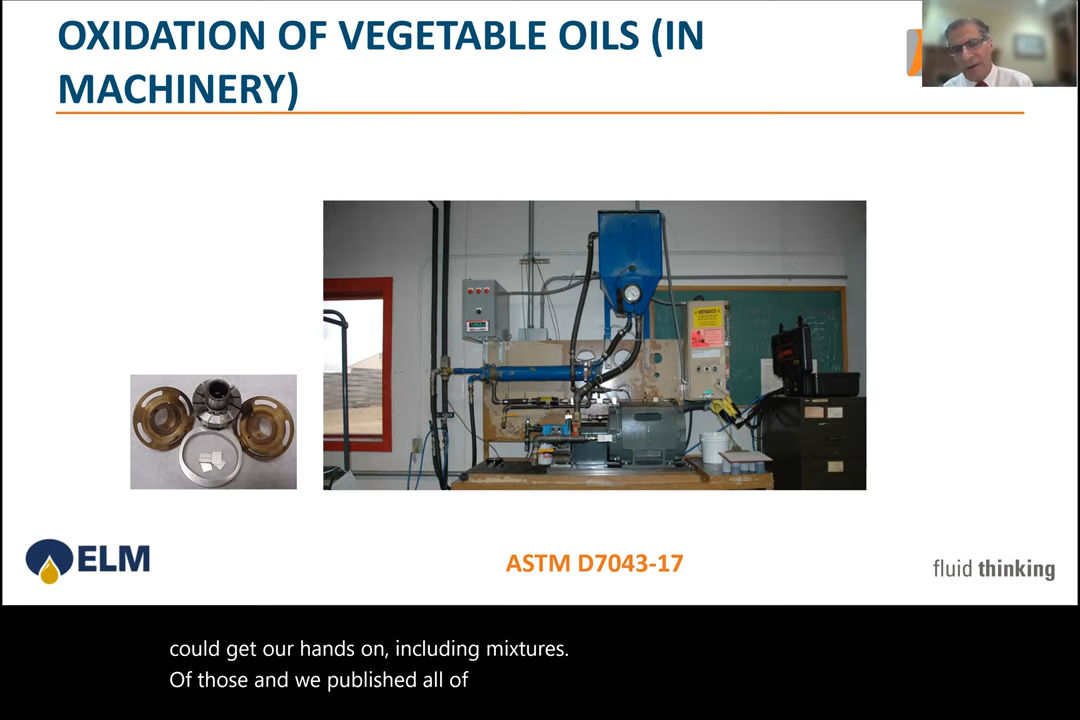 OXIDATION OF VEGETABLE OILS (IN
MACHINERY)
ELM
ASTM D7043-17
fluid thinking
could get our hands on, including mixtures.
Of those and we published all of